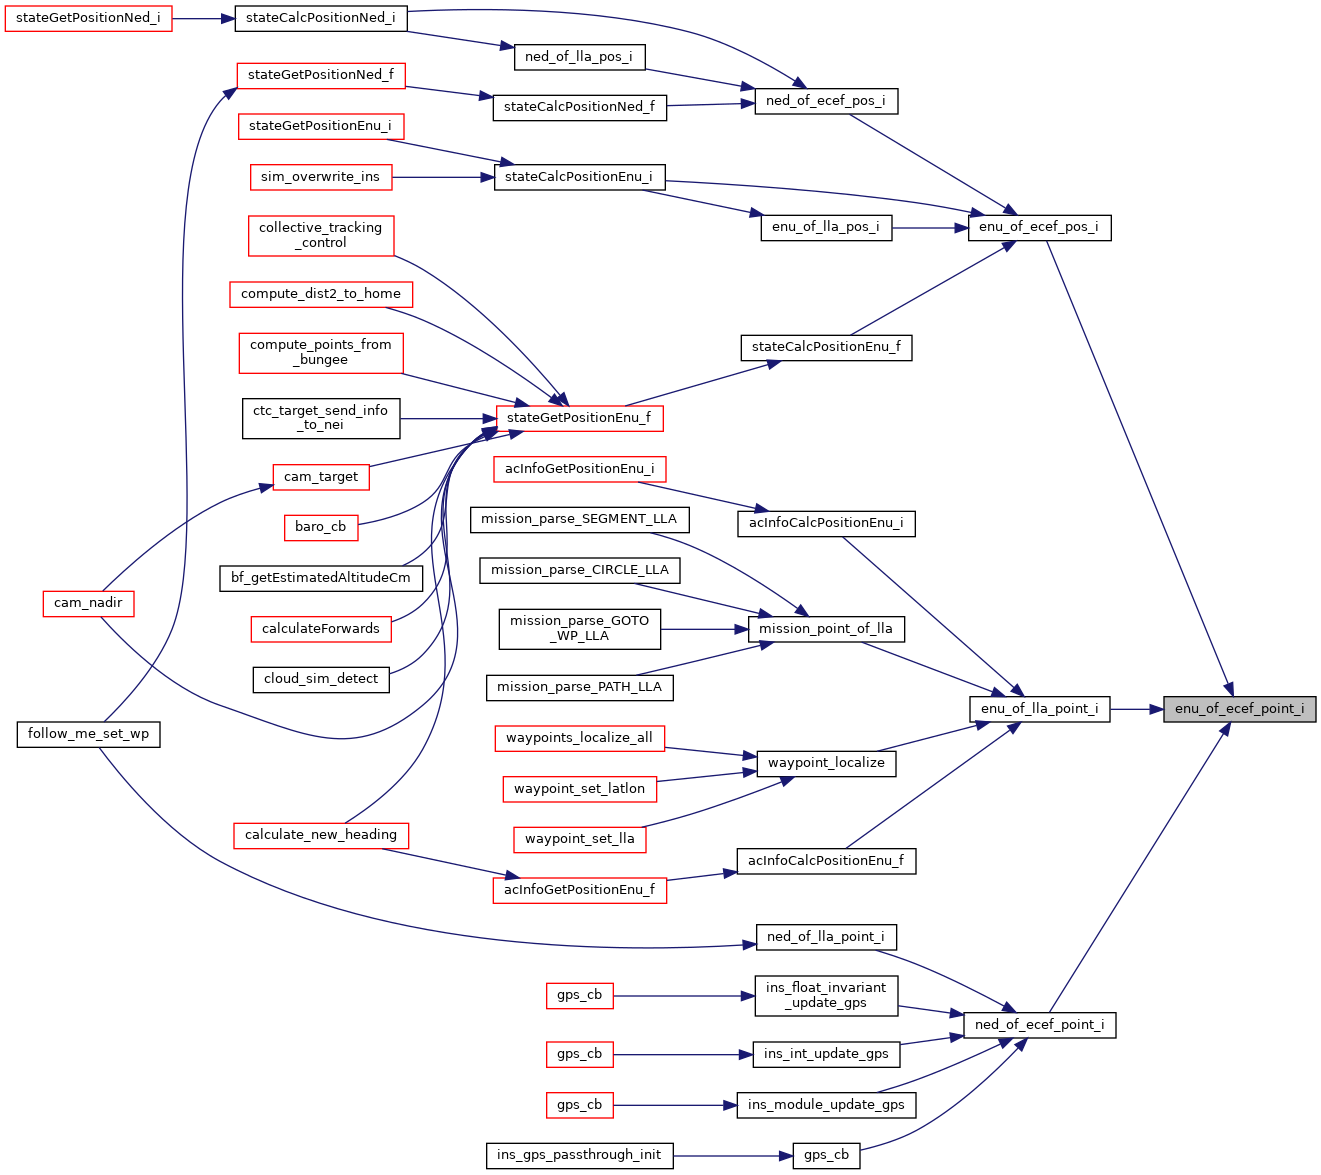 stateGetPositionNed_i
stateCalcPositionNed_i
ned_of_lla_pos_i
stateGetPositionNed_f
stateCalcPositionNed_f
ned_of_ecef_pos_i
stateGetPositionEnu_i
sim_overwrite_ins
stateCalcPositionEnu_i
collective_tracking
_control
enu_of_lla_pos_i
enu_of_ecef_pos_i
compute_dist2_to_home
compute_points_from
_bungee
stateCalcPositionEnu_f
ctc_target_send_info
_to_nei
stateGetPositionEnu_f
cam_target
acInfoGetPositionEnu_i
baro_cb
mission_parse_SEGMENT_LLA
acInfoCalcPositionEnu_i
bf_getEstimatedAltitudeCm
mission_parse_CIRCLE_LLA
cam_nadir
calculateForwards
mission_parse_GOTO
_WP_LLA
mission_point_of_lla
cloud_sim_detect
mission_parse_PATH_LLA
enu_of_lla_point_i
enu_of_ecef_point_i
follow_me_set_wp
waypoints_localize_all
waypoint_localize
waypoint_set_latlon
calculate_new_heading
waypoint_set_lla
acInfoCalcPositionEnu_f
acInfoGetPositionEnu_f
ned_of_lla_point_i
gps_cb
ins_float_invariant
_update_gps
ned_of_ecef_point_i
gps_cb
ins_int_update_gps
gps_cb
ins_module_update_gps
ins_gps_passthrough_init
gps_cb